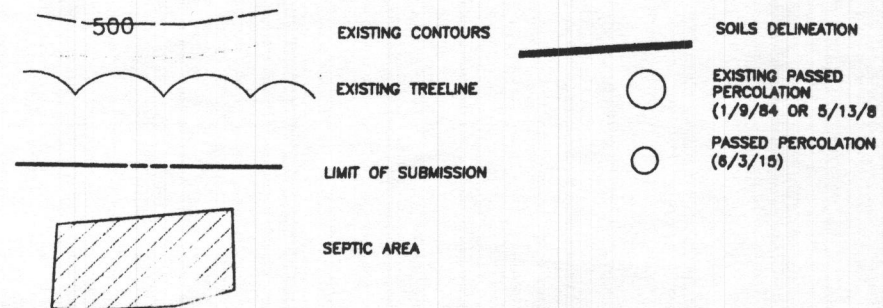 500
EXISTING CONTOURS
EXISTING TREELINE
LIMIT OF SUBMISSION
SEPTIC AREA
SOILS DELINEATION
EXISTING PASSED
PERCOLATION
(1/9/84 OR 5/13/8
PASSED PERCOLATION
(6/3/15)